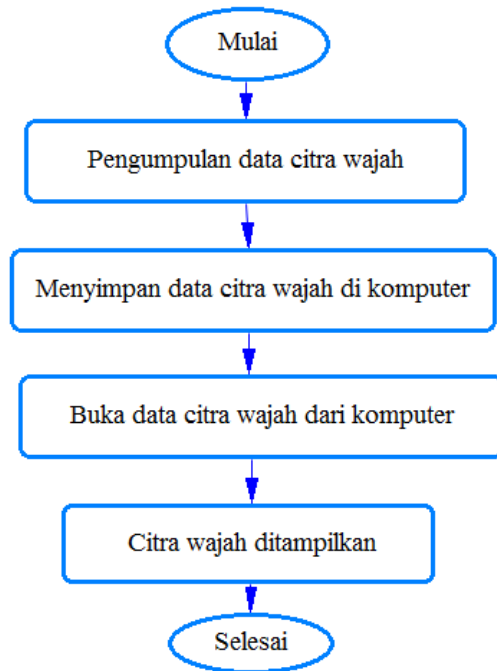 Mulai
Pengumpulan data citra wajah
Menyimpan data citra wajah di komputer
Buka data citra wajah dari komputer
Citra wajah ditampilkan
Selesai